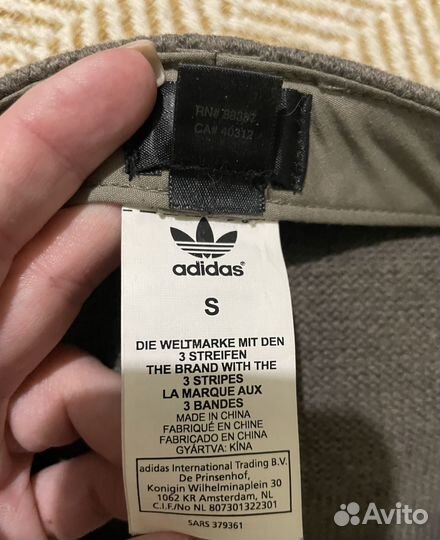 RN# 88387
CA# 40312
adidas
S
DIE WELTMARKE MIT DEN
3 STREIFEN
THE BRAND WITH THE
3 STRIPES
LA MARQUE AUX
3 BANDES
MADE IN CHINA
FABRIQUÉ EN CHINE
FABRICADO EN CHINA
GYÁRTVA: KÍNA
adidas International Trading B.V.
De Prinsenhof,
Konigin Wilhelminaplein 30
1062 KR Amsterdam, NL
C.I.F./No NL 807301322301
5ARS 379361
Avito